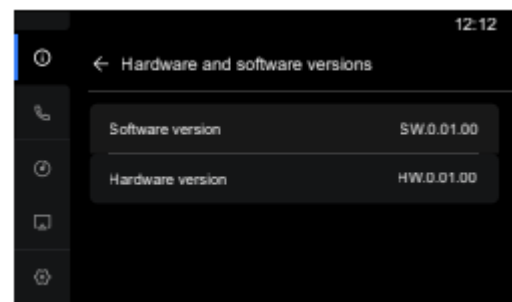 12:12
← Hardware and software versions
Software version SW.0.01.00
Hardware version HW.0.01.00